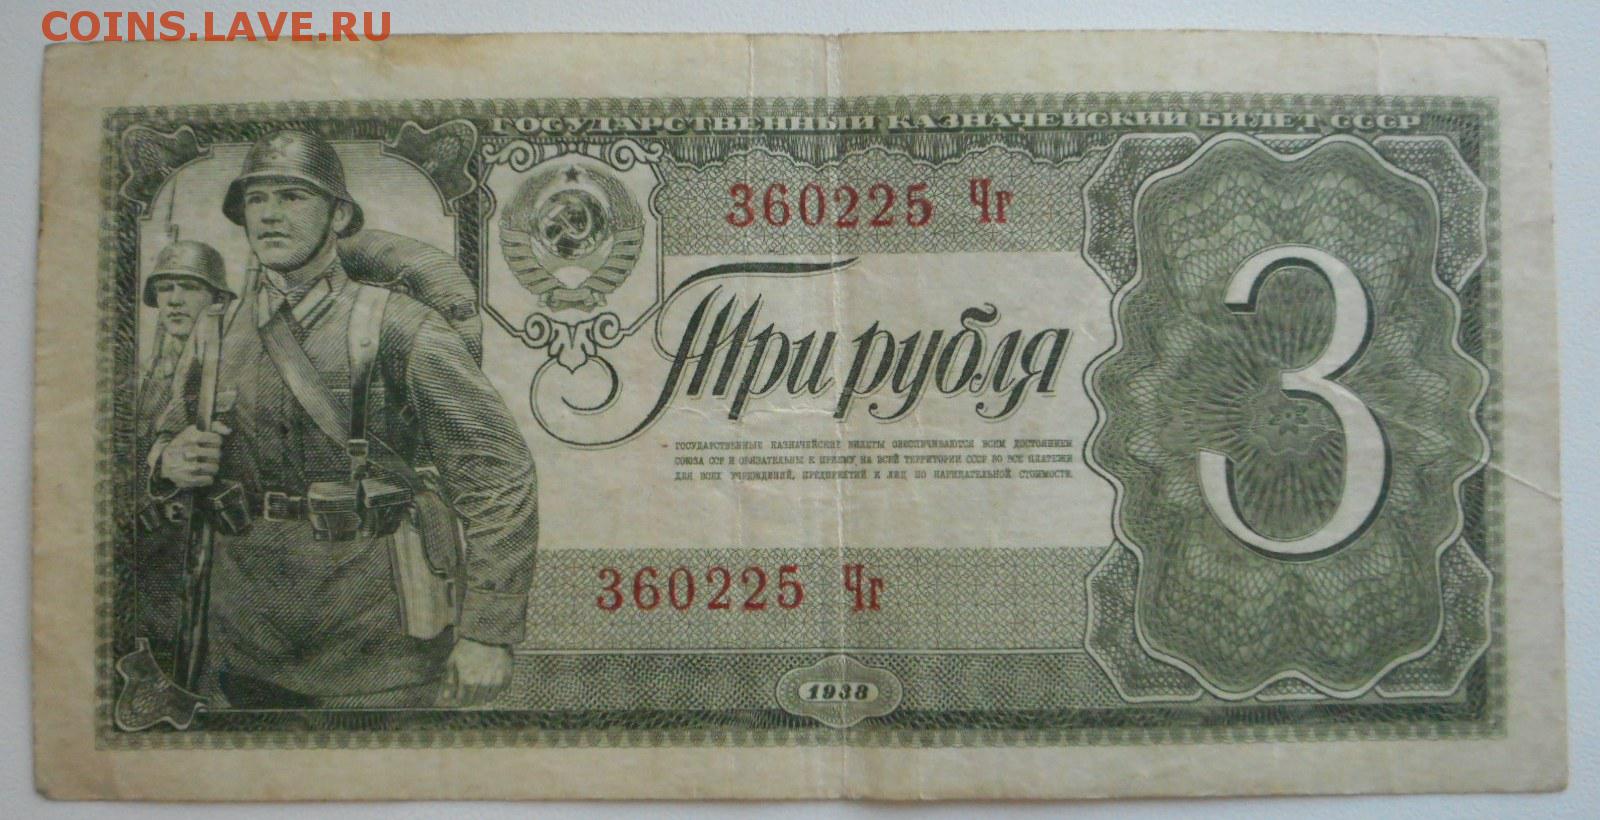 COINS.LAVE.RU
ГОСУДАРСТВЕННЫЙ КАЗНАЧЕЙСКИЙ БИЛЕТ СССР
360225 Чг
Три рубля
3
ГОСУДАРСТВЕННЫЕ КАЗНАЧЕЙСКИЕ БИЛЕТЫ ОБЕСПЕЧИВАЮТСЯ ВСЕМ ДОСТОЯНИЕМ
СОЮЗА ССР И ОБЯЗАТЕЛЬНЫ К ПРИЕМУ НА ВСЕЙ ТЕРРИТОРИИ СССР ВО ВСЕ ПЛАТЕЖИ
ДЛЯ ВСЕХ УЧРЕЖДЕНИЙ, ПРЕДПРИЯТИЙ И ЛИЦ ПО НАРИЦАТЕЛЬНОЙ СТОИМОСТИ.
360225 Чг
1938